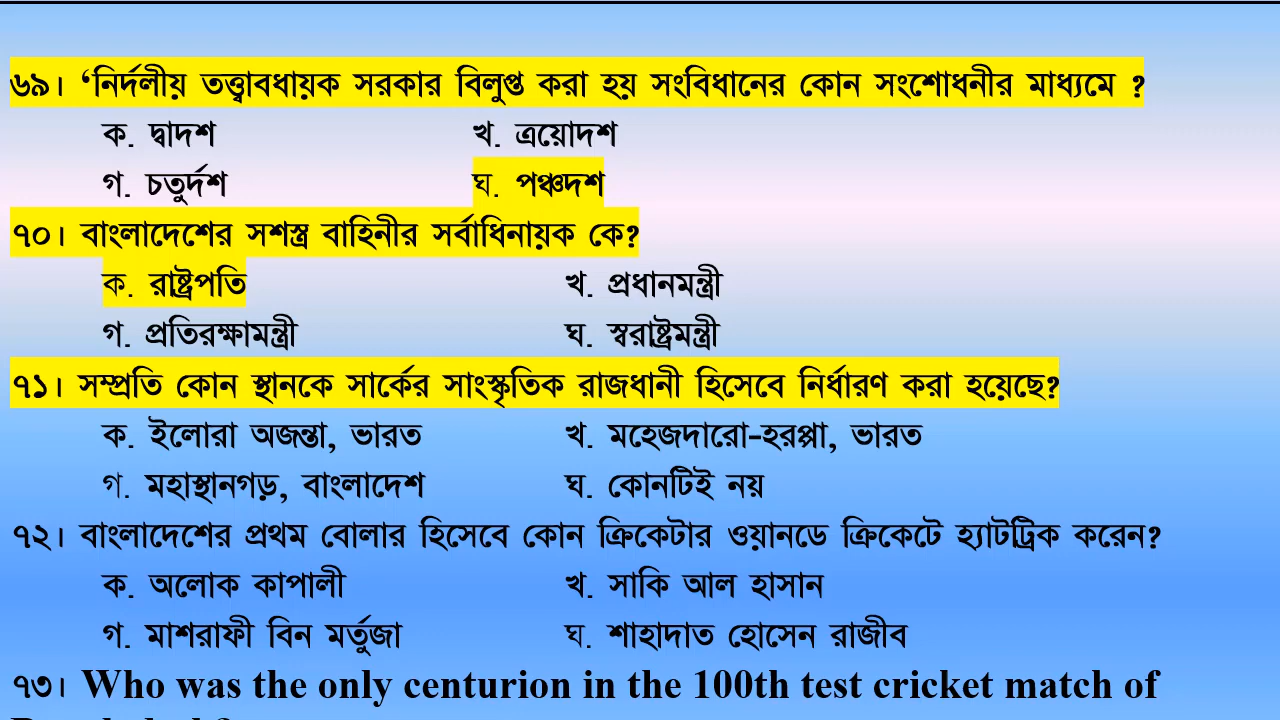 ৬৯। ‘নির্দলীয় তত্ত্বাবধায়ক সরকার বিলুপ্ত করা হয় সংবিধানের কোন সংশোধনীর মাধ্যমে ?
ক. দ্বাদশ খ. ত্রয়োদশ
গ. চতুর্দশ ঘ. পঞ্চদশ
৭০। বাংলাদেশের সশস্ত্র বাহিনীর সর্বাধিনায়ক কে?
ক. রাষ্ট্রপতি খ. প্রধানমন্ত্রী
গ. প্রতিরক্ষামন্ত্রী ঘ. স্বরাষ্ট্রমন্ত্রী
৭১। সম্প্রতি কোন স্থানকে সার্কের সাংস্কৃতিক রাজধানী হিসেবে নির্ধারণ করা হয়েছে?
ক. ইলোরা অজন্তা, ভারত খ. মহেজদারো-হরপ্পা, ভারত
গ. মহাস্থানগড়, বাংলাদেশ ঘ. কোনটিই নয়
৭২। বাংলাদেশের প্রথম বোলার হিসেবে কোন ক্রিকেটার ওয়ানডে ক্রিকেটে হ্যাটট্রিক করেন?
ক. অলোক কাপালী খ. সাকি আল হাসান
গ. মাশরাফী বিন মর্তুজা ঘ. শাহাদাত হোসেন রাজীব
৭৩। Who was the only centurion in the 100th test cricket match of